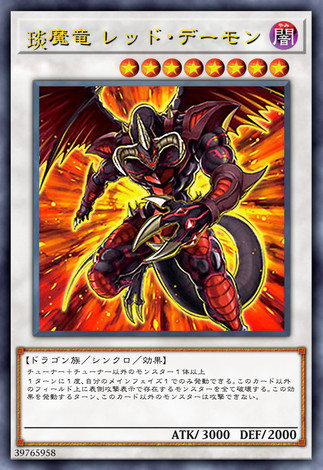 琰魔竜 レッド・デーモン
闇
やみ
【ドラゴン族／シンクロ／効果】
チューナー＋チューナー以外のモンスター１体以上
１ターンに１度、自分のメインフェイズ１でのみ発動できる。このカード以外
のフィールド上に表側攻撃表示で存在するモンスターを全て破壊する。この効
果を発動するターン、このカード以外のモンスターは攻撃できない。
ATK/ 3000 DEF/ 2000
39765958